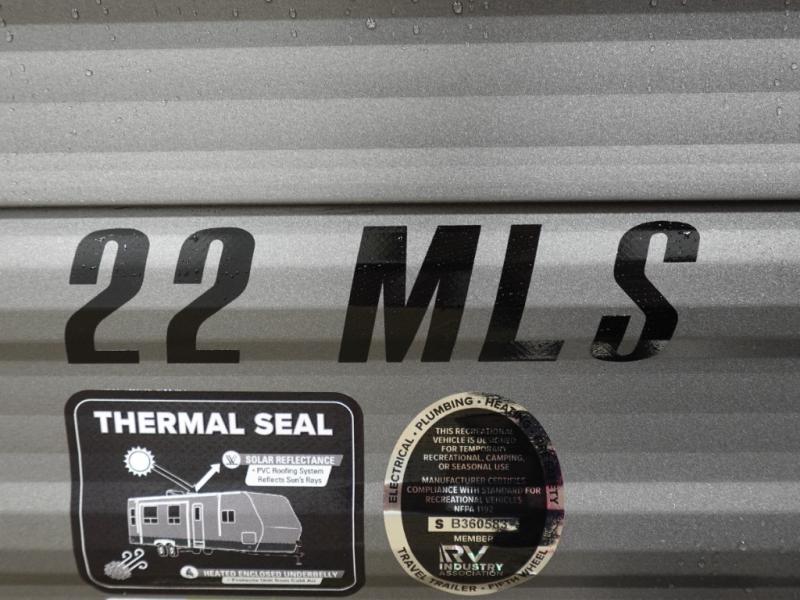 22 MLS
THERMAL SEAL
SOLAR REFLECTANCE
• PVC Roofing System
Reflects Sun's Rays
4 HEATED ENCLOSED UNDERBELLY
ELECTRICAL • PLUMBING • HEATING
THIS RECREATIONAL
VEHICLE IS DESIGNED
FOR TEMPORARY
RECREATIONAL, CAMPING,
OR SEASONAL USE
MANUFACTURER CERTIFIES
COMPLIANCE WITH STANDARD FOR
RECREATIONAL VEHICLES
NFPA 1192
S B360583
MEMBER
RV
INDUSTRY
ASSOCIATION
TRAVEL TRAILER • FIFTH WHEEL